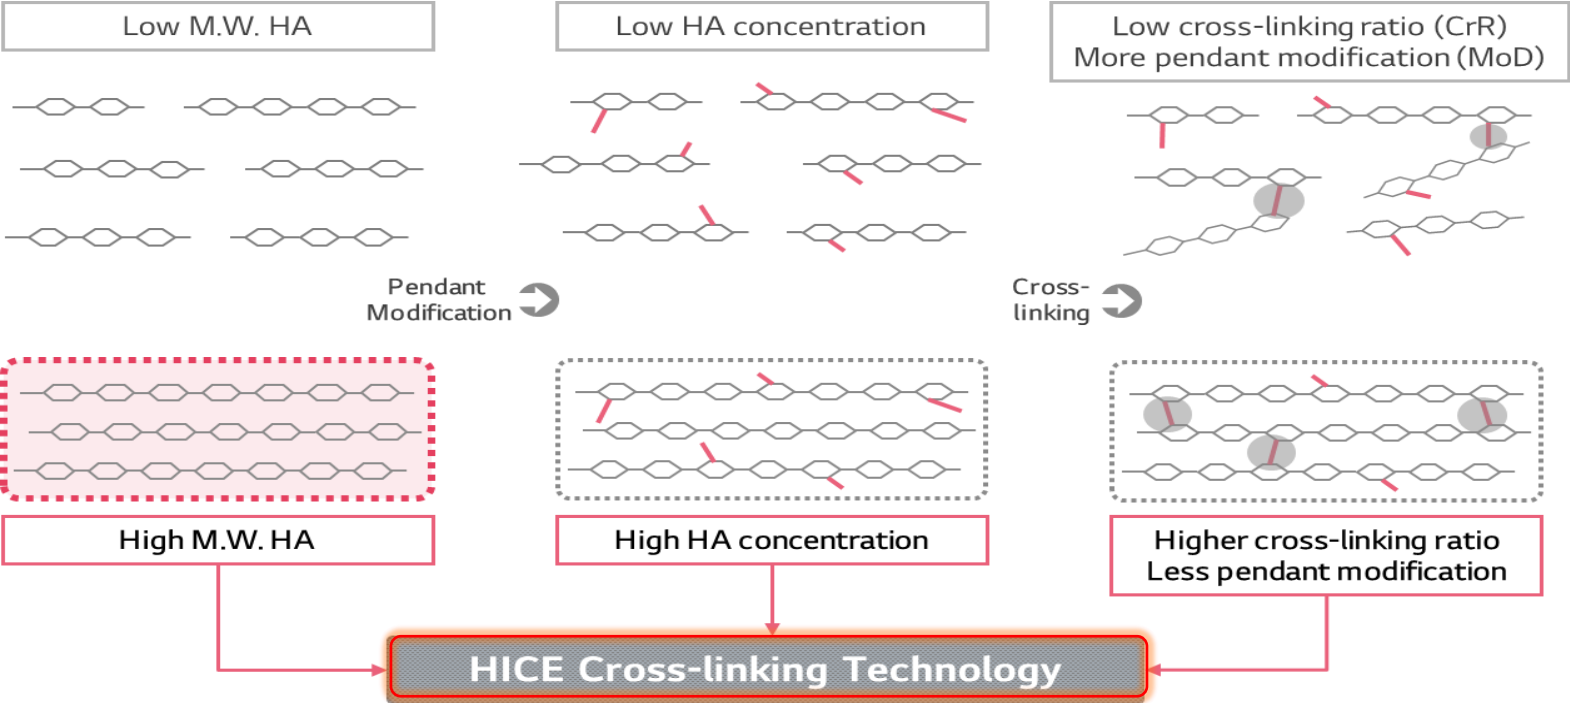 Low M.W. HA
Low HA concentration
Low cross-linking ratio (CrR)
More pendant modification (MoD)
Pendant
Modification
Cross-
linking
High M.W. HA
High HA concentration
Higher cross-linking ratio
Less pendant modification
HICE Cross-linking Technology